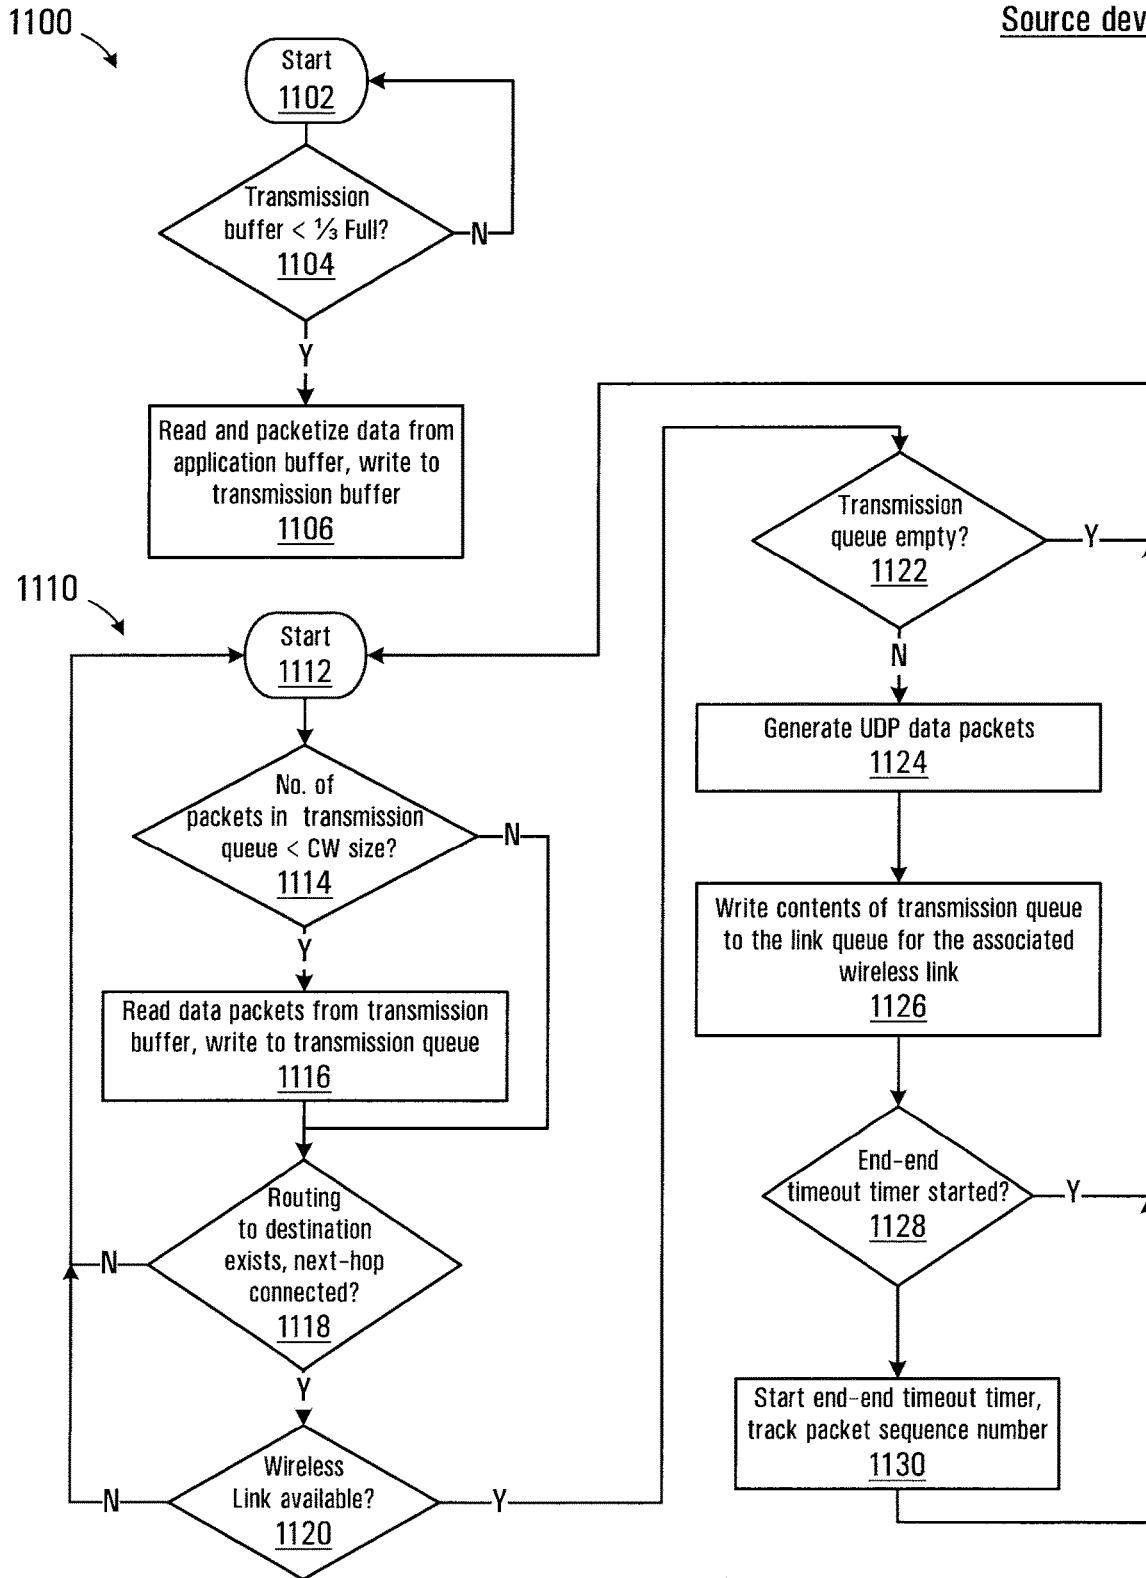 1100
Source dev
Start
1102
Transmission
buffer < ⅓ Full?
1104
N
Y
Read and packetize data from
application buffer, write to
transmission buffer
1106
1110
Start
1112
No. of
packets in transmission
queue < CW size?
1114
N
Y
Read data packets from transmission
buffer, write to transmission queue
1116
Routing
to destination
exists, next-hop
connected?
1118
N
Y
Wireless
Link available?
1120
N
Y
Transmission
queue empty?
1122
Y
N
Generate UDP data packets
1124
Write contents of transmission queue
to the link queue for the associated
wireless link
1126
End-end
timeout timer started?
1128
Y
Start end-end timeout timer,
track packet sequence number
1130